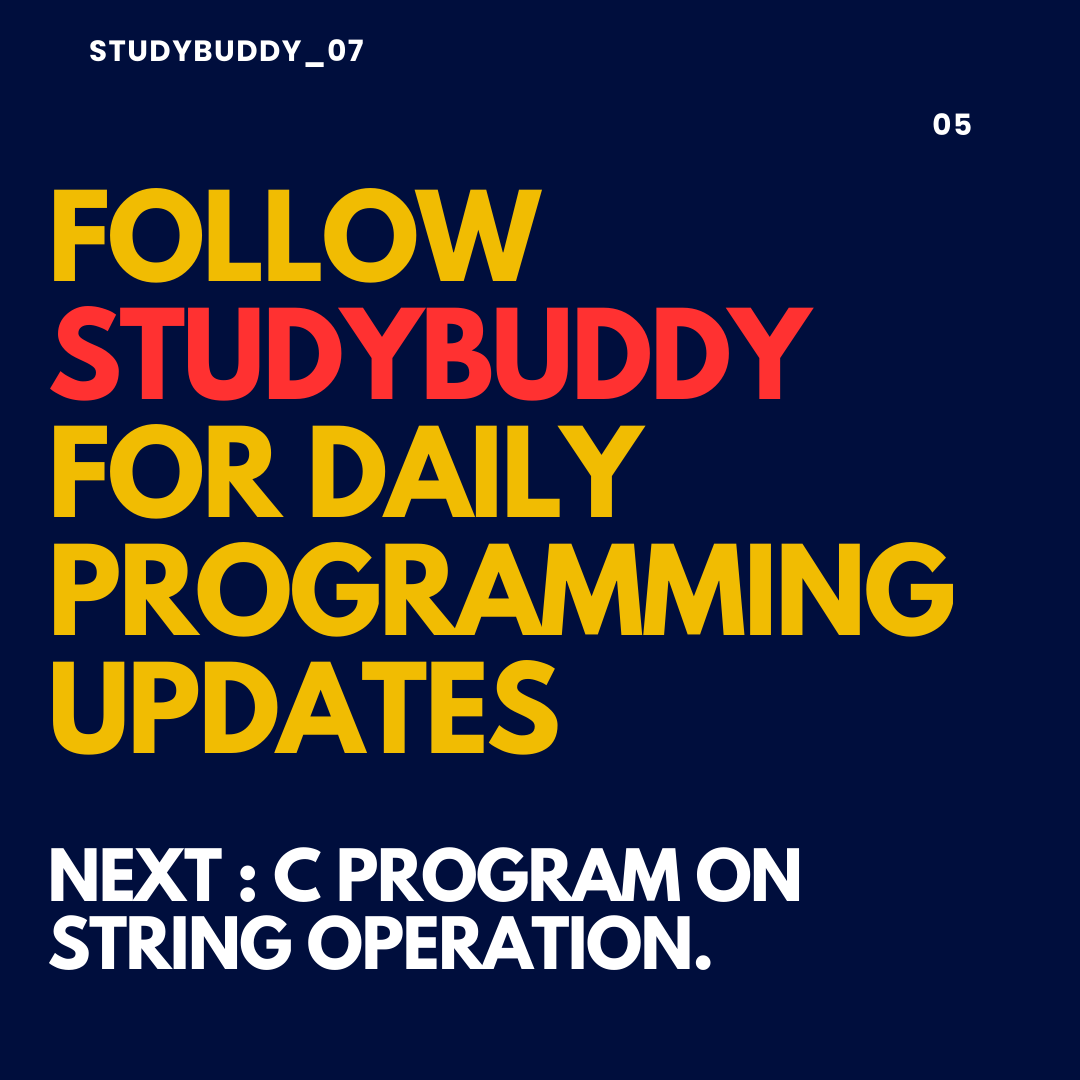 STUDYBUDDY_07
05
FOLLOW
STUDYBUDDY
FOR DAILY
PROGRAMMING
UPDATES
NEXT : C PROGRAM ON
STRING OPERATION.